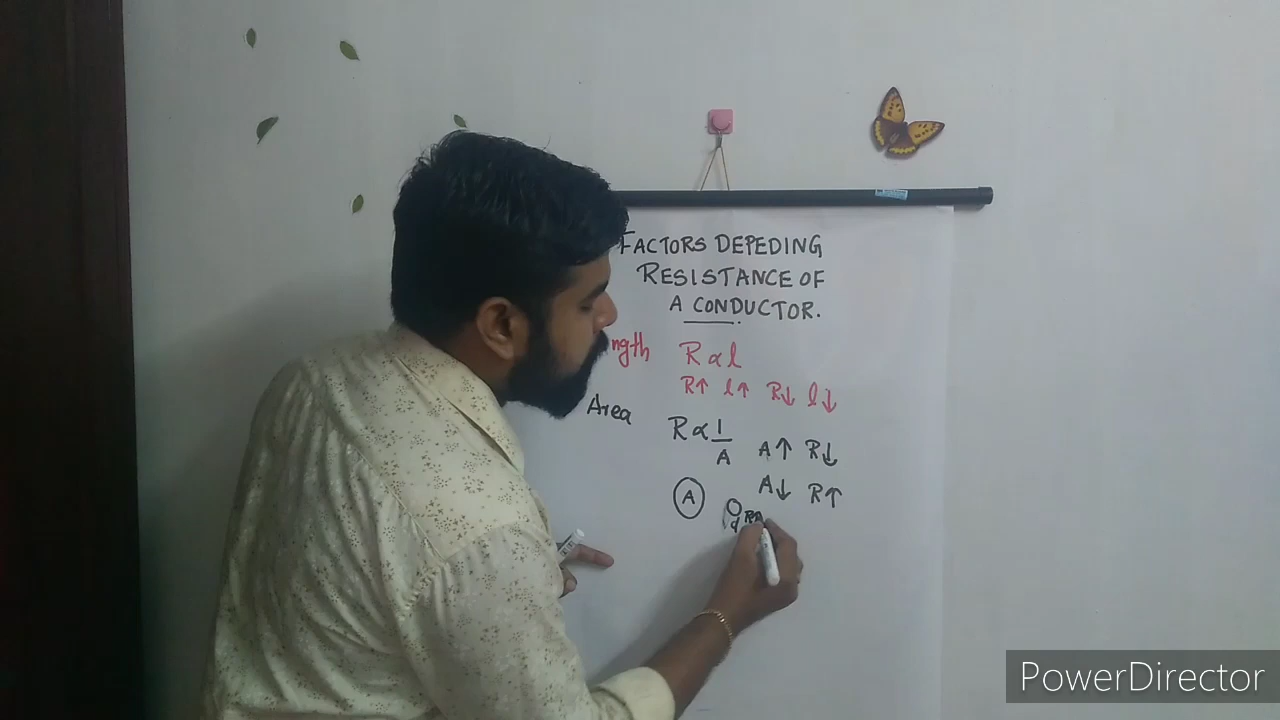 FACTORS DEPEDING
RESISTANCE OF
A CONDUCTOR.
ngth R ∝ l
R↑ l↑ R↓ l↓
Area
R ∝ 1/A A↑ R↓
A↓ R↑
A
PowerDirector